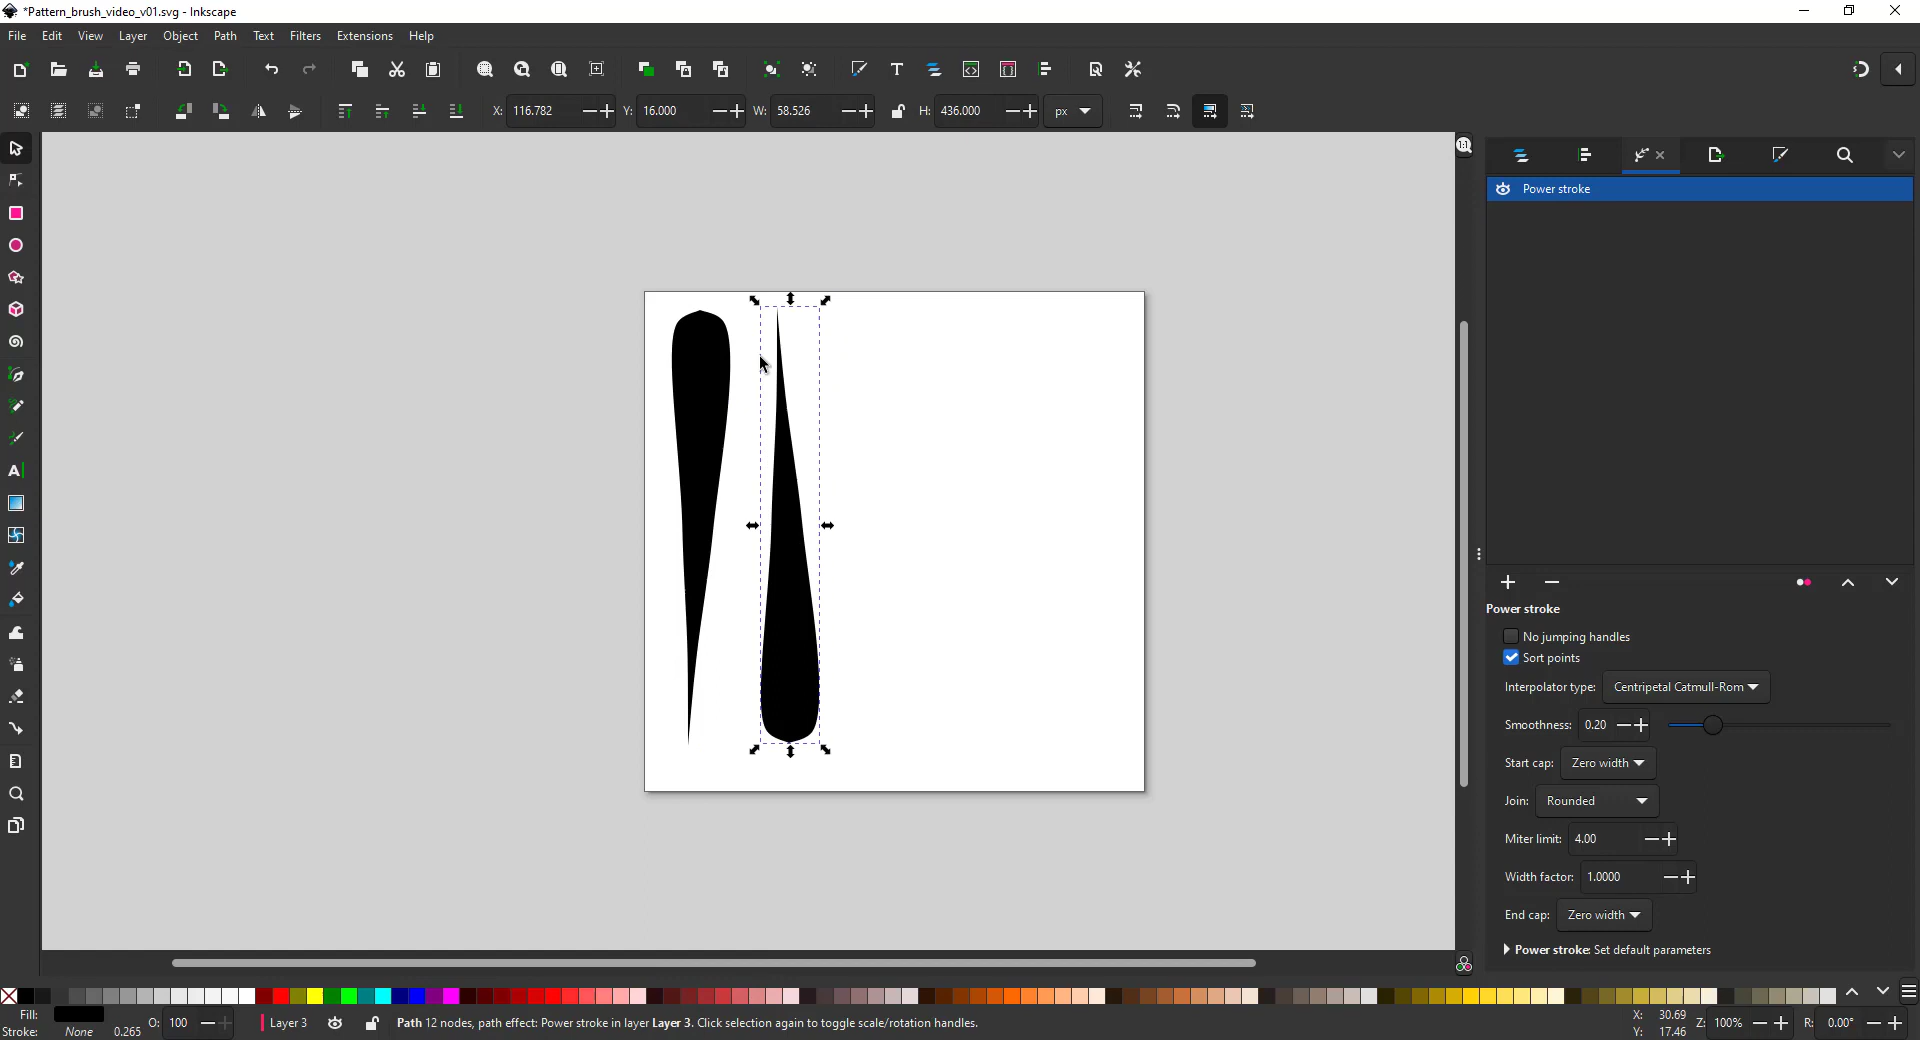 *Pattern_brush_video_v01.svg - Inkscape
File Edit View Layer Object Path Text Filters Extensions Help
X: 116.782 Y: 16.000 W: 58.526 H: 436.000 px
1:1
Power stroke
Power stroke
No jumping handles
Sort points
Interpolator type: Centripetal Catmull-Rom
Smoothness: 0.20
Start cap: Zero width
Join: Rounded
Miter limit: 4.00
Width factor: 1.0000
End cap: Zero width
Power stroke: Set default parameters
Fill:
Stroke: None 0.265
O: 100
Layer 3
Path 12 nodes, path effect: Power stroke in layer Layer 3. Click selection again to toggle scale/rotation handles.
X: 30.69
Y: 17.46
Z: 100%
R: 0.00°